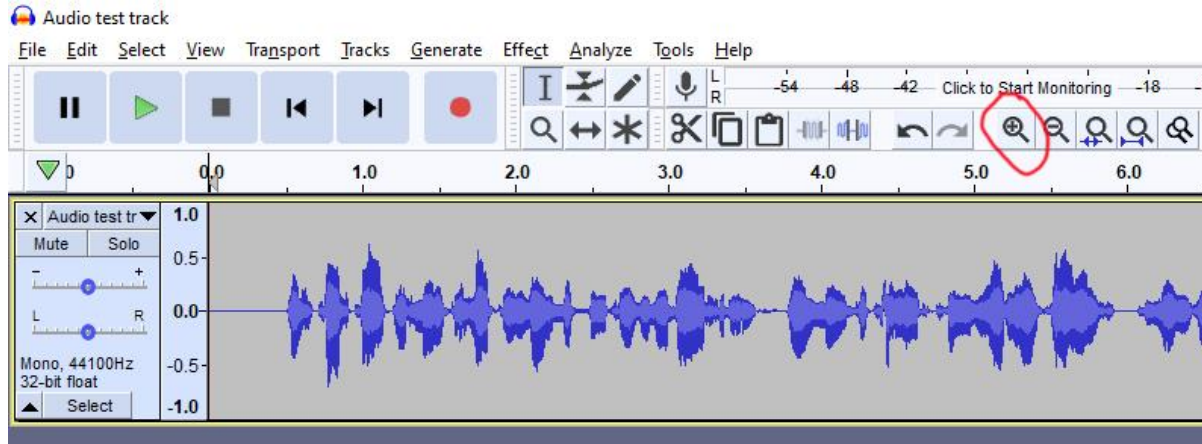 Audio test track
File Edit Select View Transport Tracks Generate Effect Analyze Tools Help
L
R
-54 -48 -42 Click to Start Monitoring -18 -
0 0.0 1.0 2.0 3.0 4.0 5.0 6.0
X Audio test tr
Mute Solo
- +
L R
Mono, 44100Hz
32-bit float
Select
1.0
0.5
0.0
-0.5
-1.0